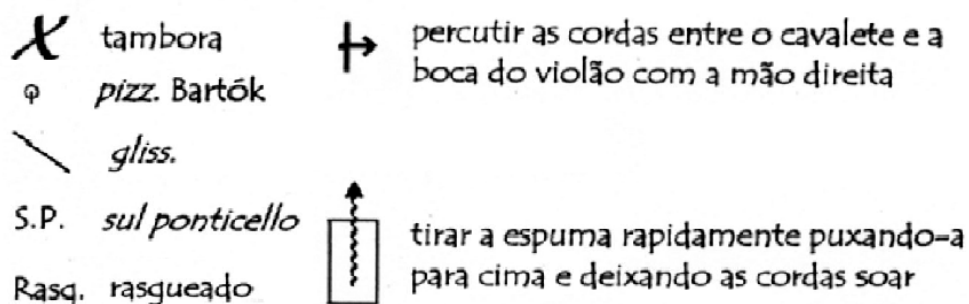 tambora
pizz. Bartók
gliss.
S.P. sul ponticello
Rasq. rasgueado
percutir as cordas entre o cavalete e a
boca do violão com a mão direita
tirar a espuma rapidamente puxando-a
para cima e deixando as cordas soar